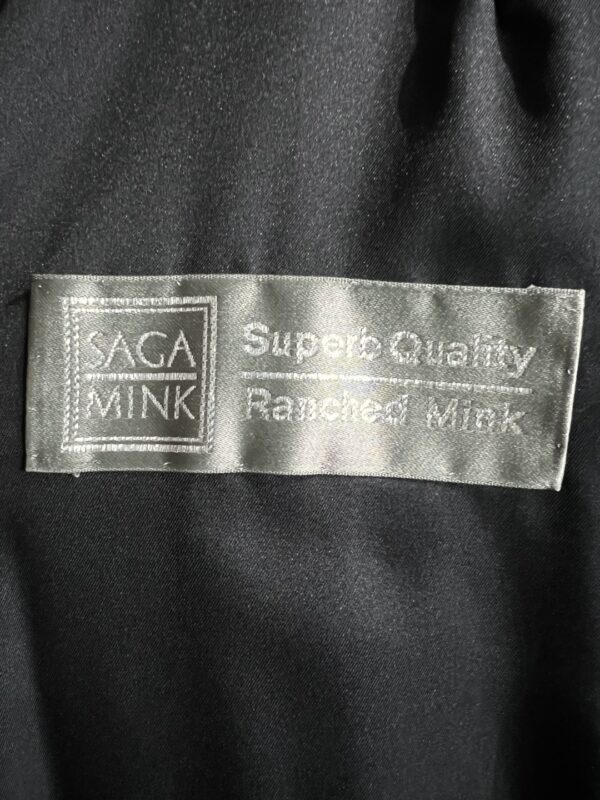 SAGA
MINK
Superb Quality
Ranched Mink